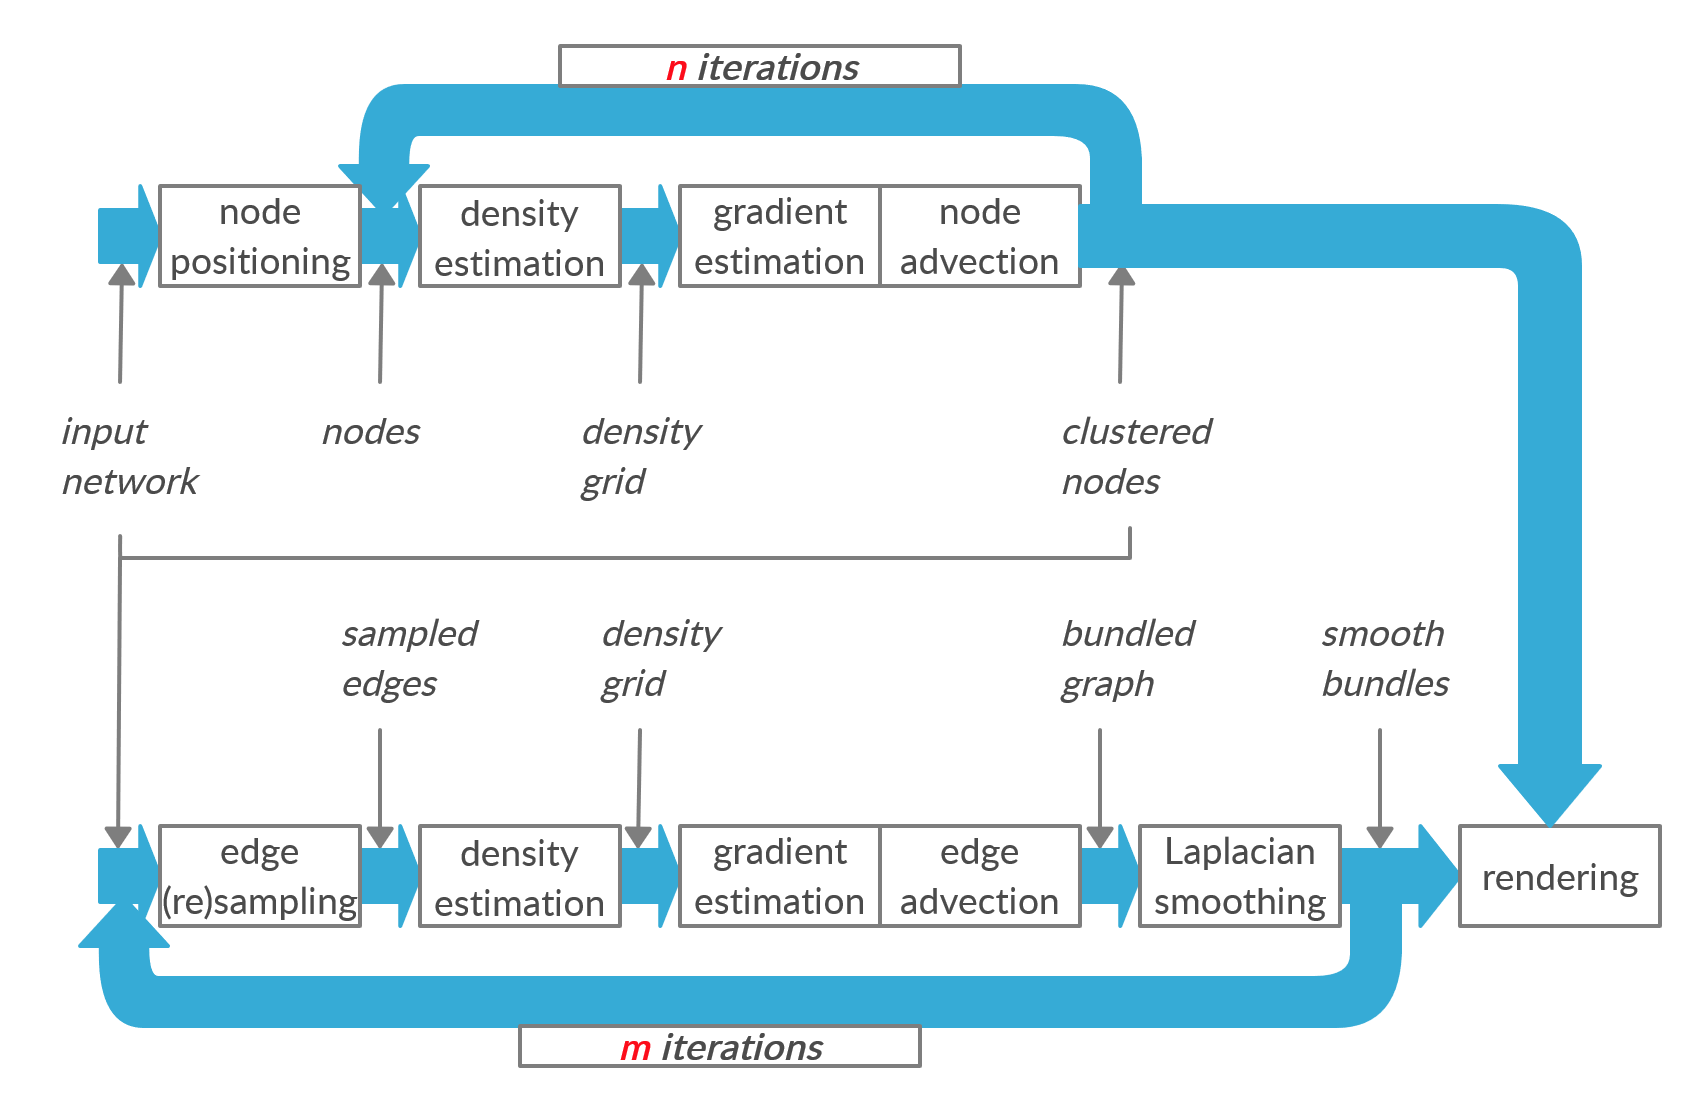 n iterations
node
positioning
density
estimation
gradient
estimation
node
advection
input
network
nodes
density
grid
clustered
nodes
sampled
edges
density
grid
bundled
graph
smooth
bundles
edge
(re)sampling
density
estimation
gradient
estimation
edge
advection
Laplacian
smoothing
rendering
m iterations